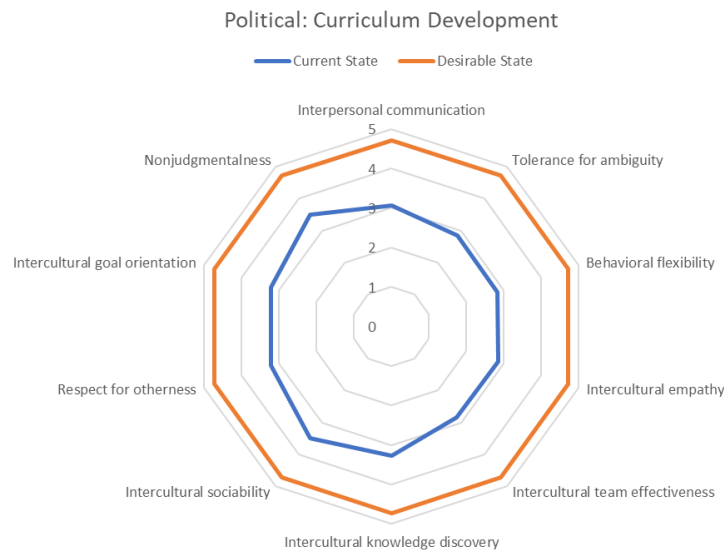 Political: Curriculum Development
Current State
Desirable State
Interpersonal communication
5
Nonjudgmentalness
Tolerance for ambiguity
4
3
Intercultural goal orientation
2
Behavioral flexibility
1
0
Respect for otherness
Intercultural empathy
Intercultural sociability
Intercultural team effectiveness
Intercultural knowledge discovery